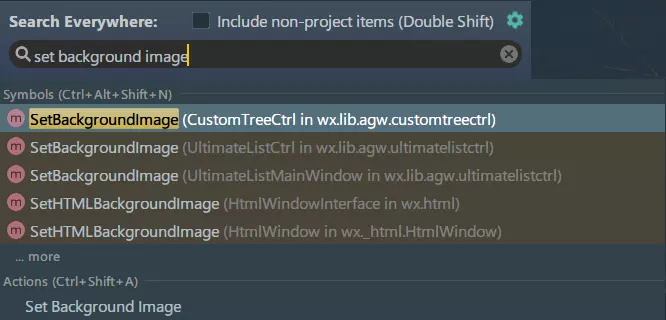 Search Everywhere: Include non-project items (Double Shift)
set background image
Symbols (Ctrl+Alt+Shift+N)
m SetBackgroundImage (CustomTreeCtrl in wx.lib.agw.customtreectrl)
m SetBackgroundImage (UltimateListCtrl in wx.lib.agw.ultimatelistctrl)
m SetBackgroundImage (UltimateListMainWindow in wx.lib.agw.ultimatelistctrl)
m SetHTMLBackgroundImage (HtmlWindowInterface in wx.html)
m SetHTMLBackgroundImage (HtmlWindow in wx._html.HtmlWindow)
... more
Actions (Ctrl+Shift+A)
Set Background Image